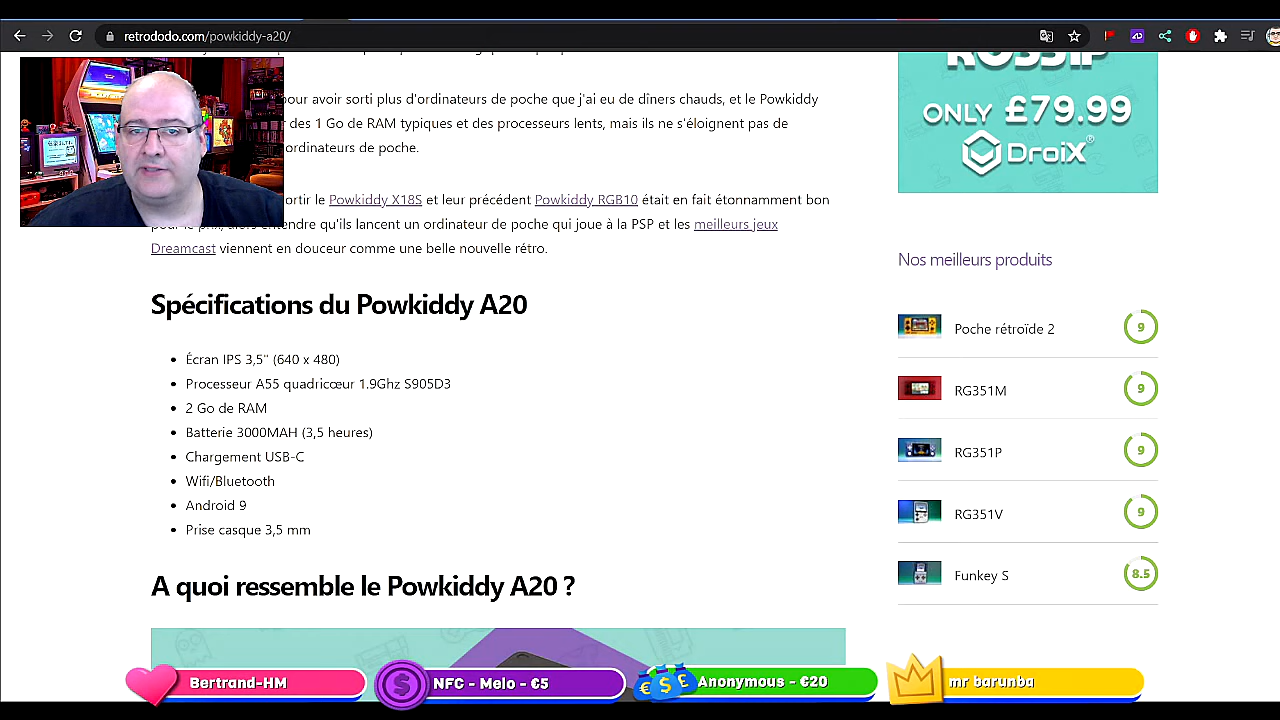 retrododo.com/powkiddy-a20/
pour avoir sorti plus d'ordinateurs de poche que j'ai eu de dîners chauds, et le Powkiddy
des 1 Go de RAM typiques et des processeurs lents, mais ils ne s'éloignent pas de
ordinateurs de poche.
ortir le Powkiddy X18S et leur précédent Powkiddy RGB10 était en fait étonnamment bon
pour le prix, alors entendre qu'ils lancent un ordinateur de poche qui joue à la PSP et les meilleurs jeux
Dreamcast viennent en douceur comme une belle nouvelle rétro.
Spécifications du Powkiddy A20
• Écran IPS 3,5" (640 x 480)
• Processeur A55 quadricœur 1.9Ghz S905D3
• 2 Go de RAM
• Batterie 3000MAH (3,5 heures)
• Chargement USB-C
• Wifi/Bluetooth
• Android 9
• Prise casque 3,5 mm
A quoi ressemble le Powkiddy A20 ?
ONLY £79.99
DroiX®
Nos meilleurs produits
Poche rétroïde 2 9
RG351M 9
RG351P 9
RG351V 9
Funkey S 8.5
Bertrand-HM
NFC - Melo - €5
Anonymous - €20
mr barunba